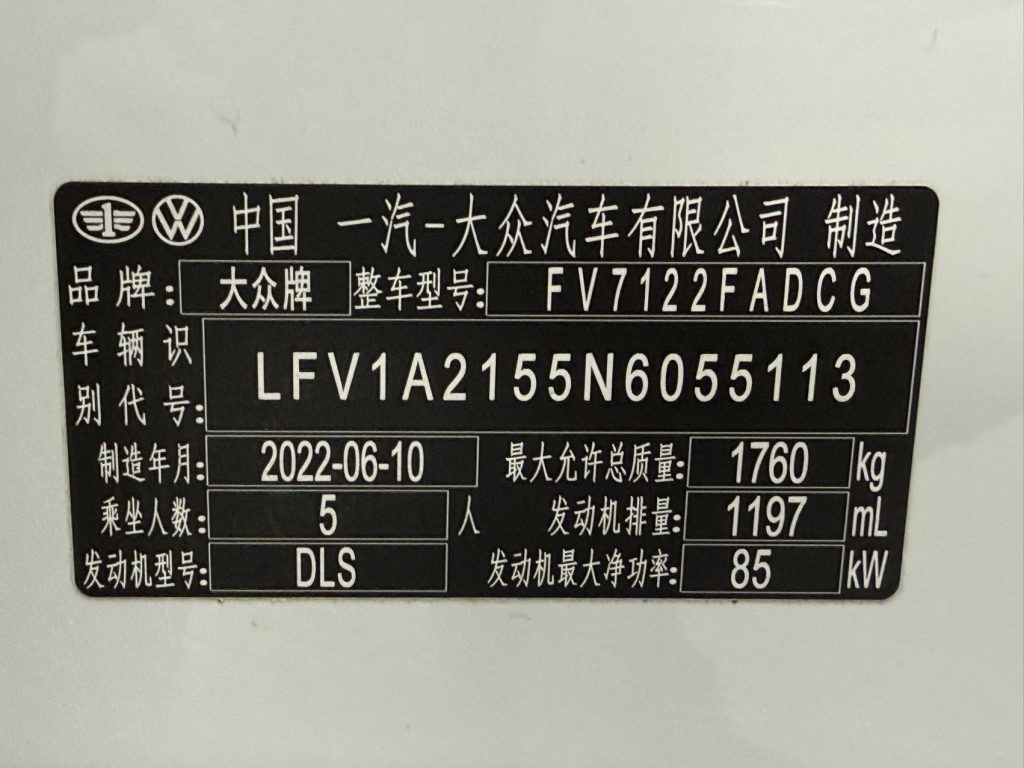 中国 一汽-大众汽车有限公司 制造
品牌: 大众牌 整车型号: FV7122FADCG
车辆识
别代号: LFV1A2155N6055113
制造年月: 2022-06-10 最大允许总质量: 1760 kg
乘坐人数: 5 人 发动机排量: 1197 mL
发动机型号: DLS 发动机最大净功率: 85 kW